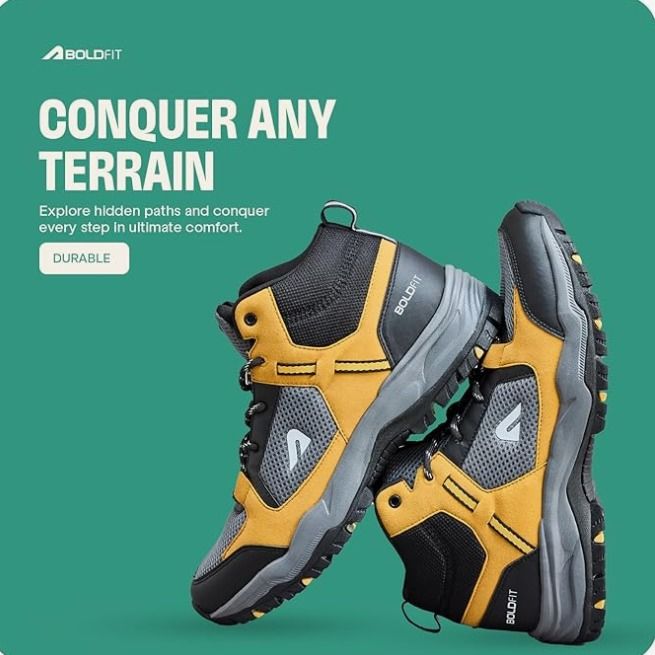 BOLDFIT
CONQUER ANY
TERRAIN
Explore hidden paths and conquer
every step in ultimate comfort.
DURABLE
BOLDFIT
BOLDFIT